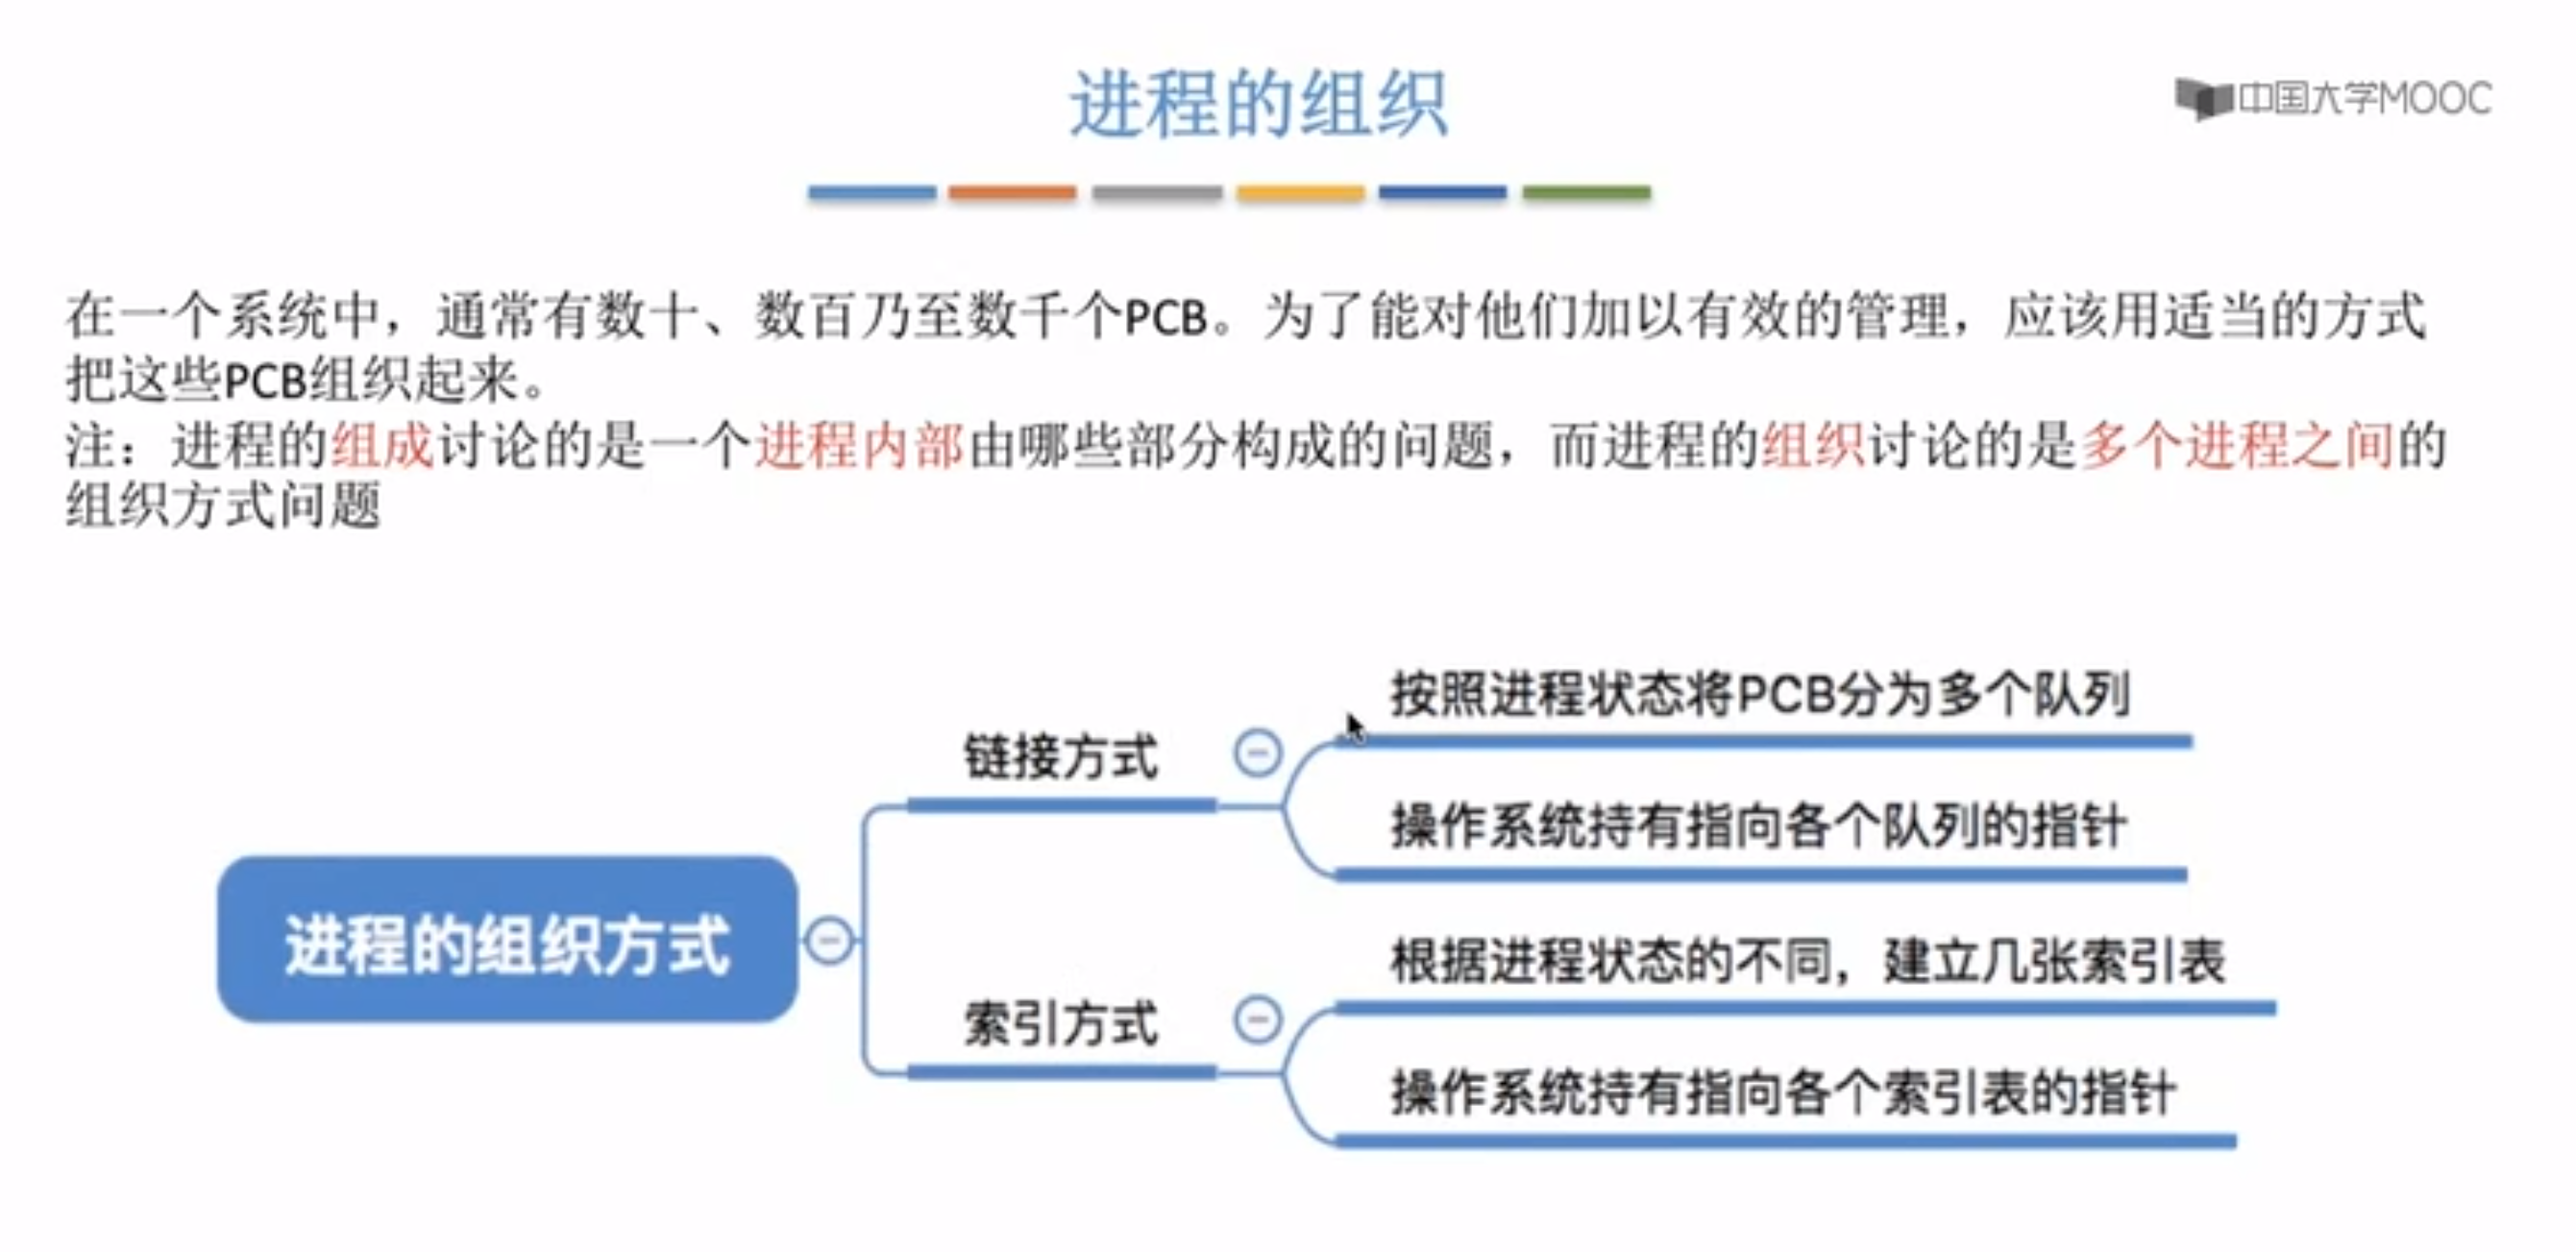 进程的组织
中国大学MOOC
在一个系统中，通常有数十、数百乃至数千个PCB。为了能对他们加以有效的管理，应该用适当的方式
把这些PCB组织起来。
注：进程的组成讨论的是一个进程内部由哪些部分构成的问题，而进程的组织讨论的是多个进程之间的
组织方式问题
进程的组织方式
链接方式
按照进程状态将PCB分为多个队列
操作系统持有指向各个队列的指针
索引方式
根据进程状态的不同，建立几张索引表
操作系统持有指向各个索引表的指针